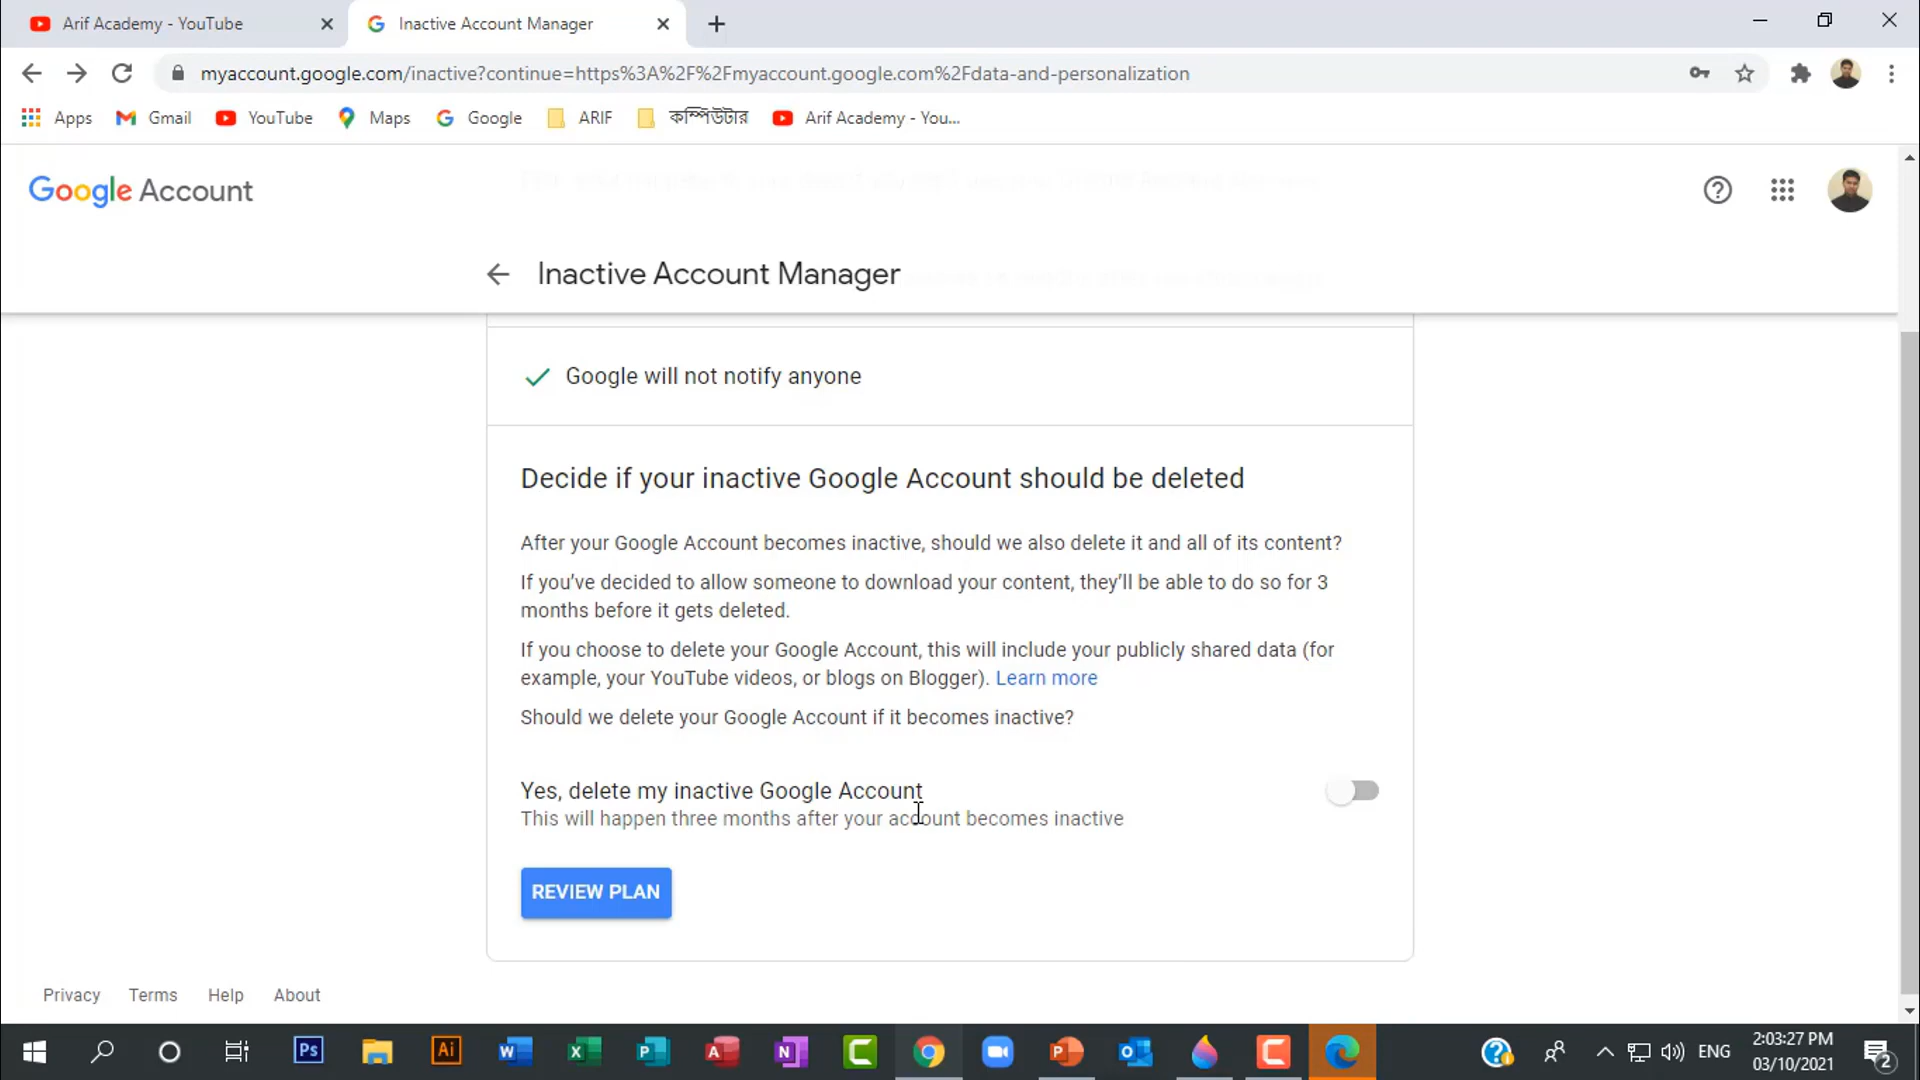 Arif Academy - YouTube
Inactive Account Manager
myaccount.google.com/inactive?continue=https%3A%2F%2Fmyaccount.google.com%2Fdata-and-personalization
Apps
Gmail
YouTube
Maps
Google
ARIF
কম্পিউটার
Arif Academy - You...
Google Account
Inactive Account Manager
Google will not notify anyone
Decide if your inactive Google Account should be deleted
After your Google Account becomes inactive, should we also delete it and all of its content?
If you've decided to allow someone to download your content, they'll be able to do so for 3
months before it gets deleted.
If you choose to delete your Google Account, this will include your publicly shared data (for
example, your YouTube videos, or blogs on Blogger). Learn more
Should we delete your Google Account if it becomes inactive?
Yes, delete my inactive Google Account
This will happen three months after your account becomes inactive
REVIEW PLAN
Privacy
Terms
Help
About
Ps
Ai
ENG
2:03:27 PM
03/10/2021
2